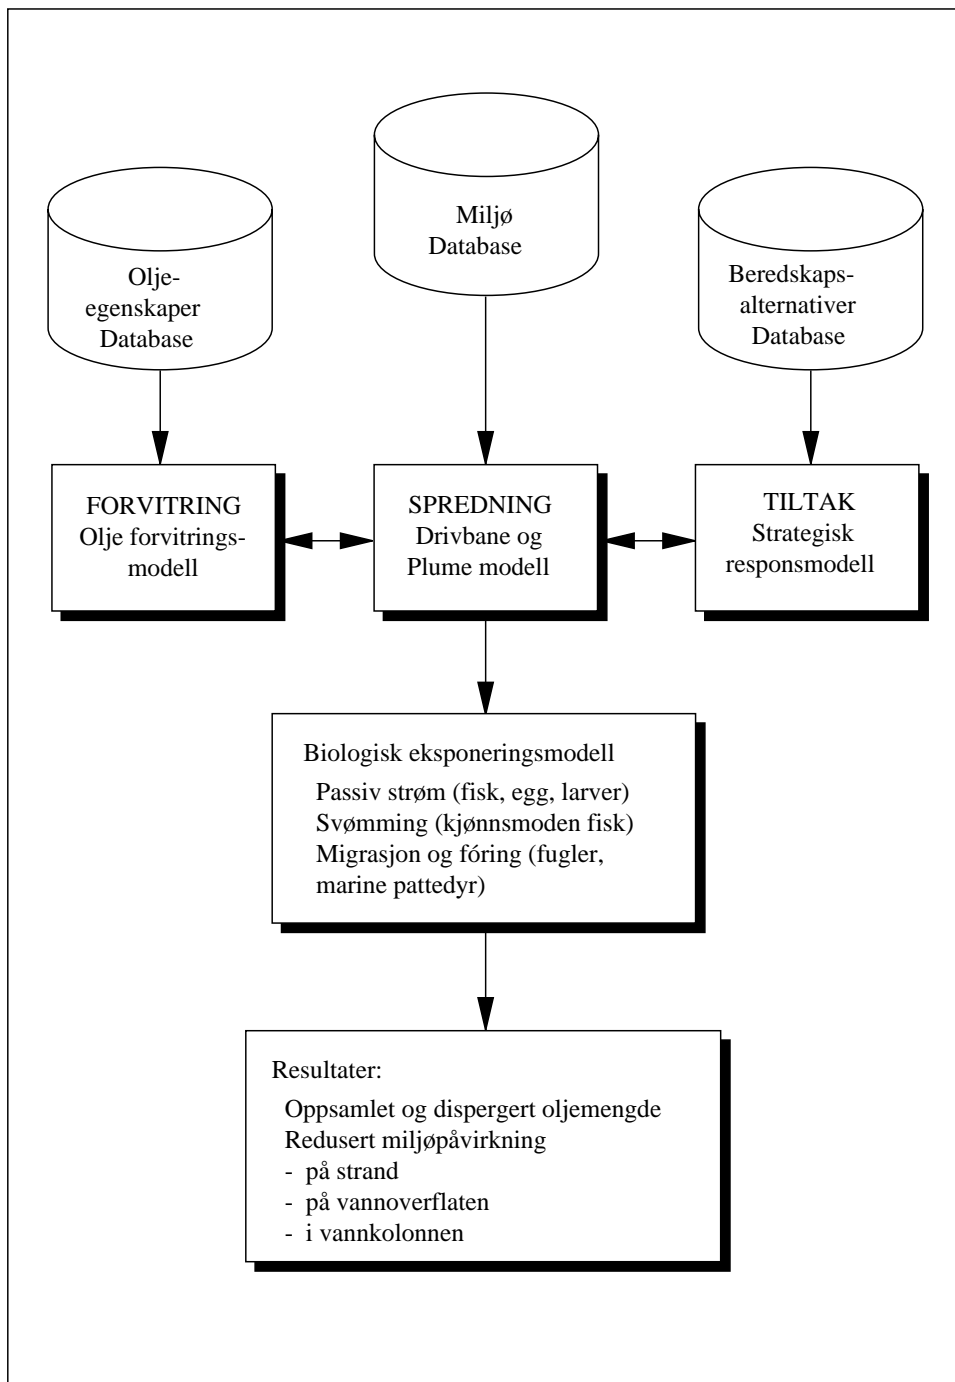 Miljø
Database
Olje-
egenskaper
Database
Beredskaps-
alternativer
Database
FORVITRING
Olje forvitrings-
modell
SPREDNING
Drivbane og
Plume modell
TILTAK
Strategisk
responsmodell
Biologisk eksponeringsmodell
Passiv strøm (fisk, egg, larver)
Svømming (kjønnsmoden fisk)
Migrasjon og fóring (fugler,
marine pattedyr)
Resultater:
Oppsamlet og dispergert oljemengde
Redusert miljøpåvirkning
- på strand
- på vannoverflaten
- i vannkolonnen